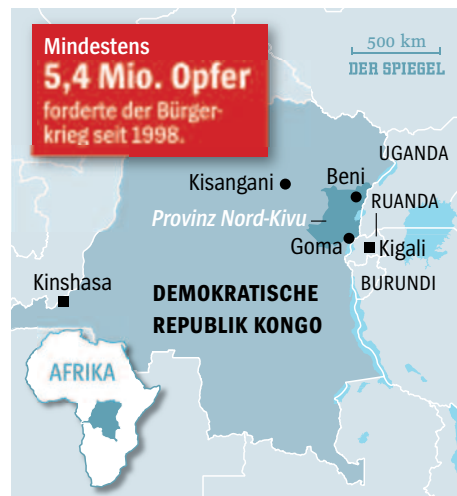 Mindestens
5,4 Mio. Opfer
forderte der Bürger-
krieg seit 1998.
500 km
DER SPIEGEL
UGANDA
Beni
Kisangani
RUANDA
Provinz Nord-Kivu
Goma
Kigali
BURUNDI
Kinshasa
DEMOKRATISCHE
REPUBLIK KONGO
AFRIKA